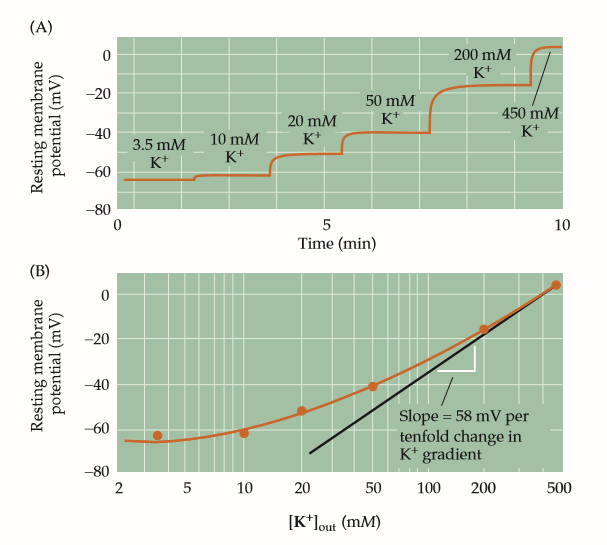 (A)
Resting membrane
potential (mV)
0
–20
–40
–60
–80
3.5 mM
K+
10 mM
K+
20 mM
K+
50 mM
K+
200 mM
K+
450 mM
K+
0
5
10
Time (min)
(B)
Resting membrane
potential (mV)
0
–20
–40
–60
–80
Slope = 58 mV per
tenfold change in
K+ gradient
2
5
10
20
50
100
200
500
[K+]out (mM)